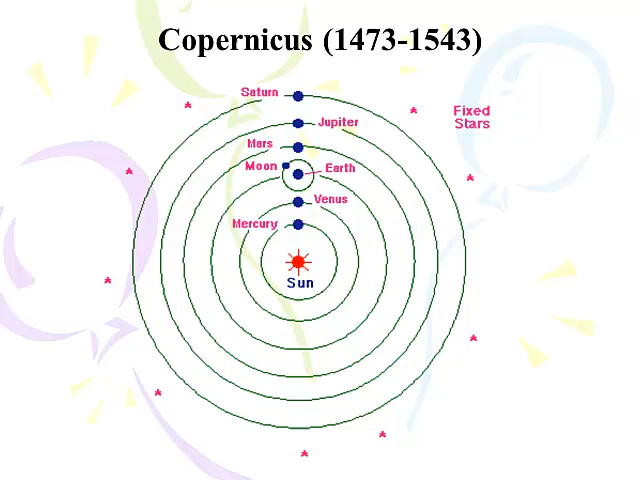 Copernicus (1473-1543)
Saturn
Fixed
Stars
Jupiter
Mars
Moon
Earth
Venus
Mercury
Sun